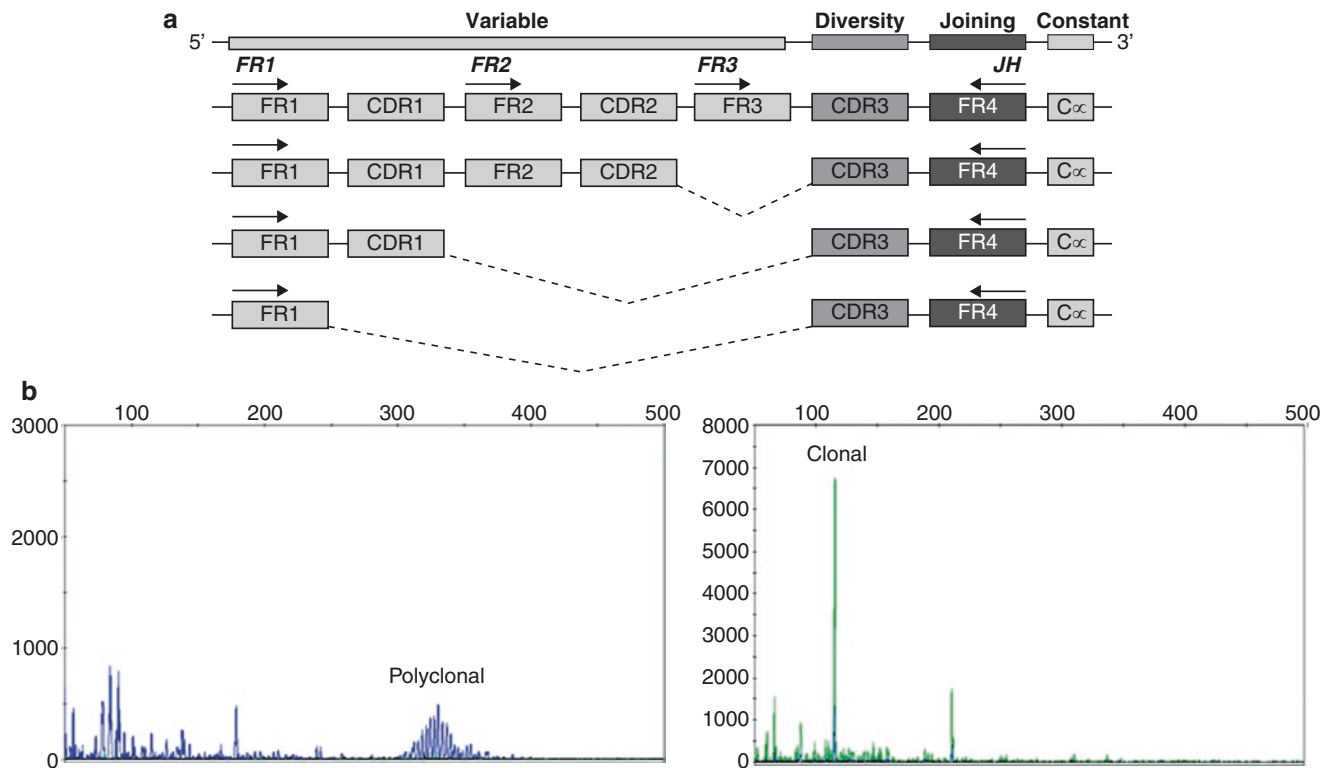 a
Variable Diversity Joining Constant
5' 3'
FR1 FR2 FR3 JH
FR1 CDR1 FR2 CDR2 FR3 CDR3 FR4 C∝
FR1 CDR1 FR2 CDR2 CDR3 FR4 C∝
FR1 CDR1 CDR3 FR4 C∝
FR1 CDR3 FR4 C∝
b
100 200 300 400 500
3000
2000
1000
0
Polyclonal
100 200 300 400 500
8000
7000
6000
5000
4000
3000
2000
1000
0
Clonal